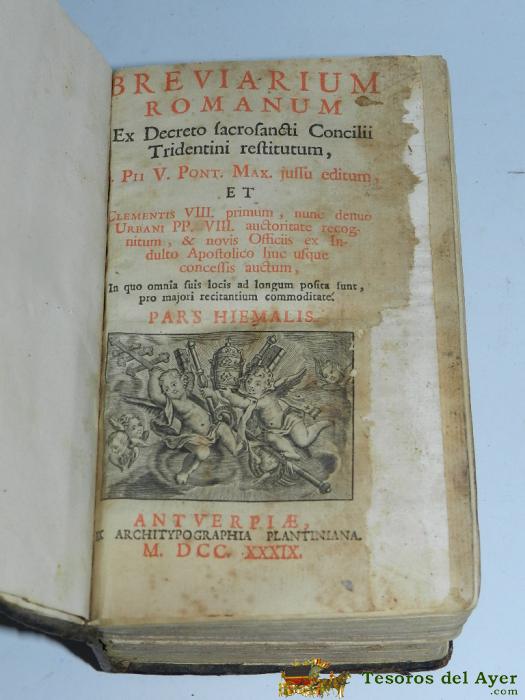 BREVIARIUM
ROMANUM
Ex Decreto ſacroſancti Concilii
Tridentini reſtitutum,
PII V. PONT. MAX. juſſu editum,
ET
CLEMENTIS VIII. primum, nunc denuo
URBANI PP. VIII. auctoritate recog-
nitum, & novis Officiis ex In-
dulto Apoſtolico huc uſque
conceſſis auctum,
In quo omnia ſuis locis ad longum poſita ſunt,
pro majori recitantium commoditate.
PARS HIEMALIS.
ANTVERPIÆ,
EX ARCHITYPOGRAPHIA PLANTINIANA.
M. DCC. XXXIX.
Tesoros del Ayer
.com